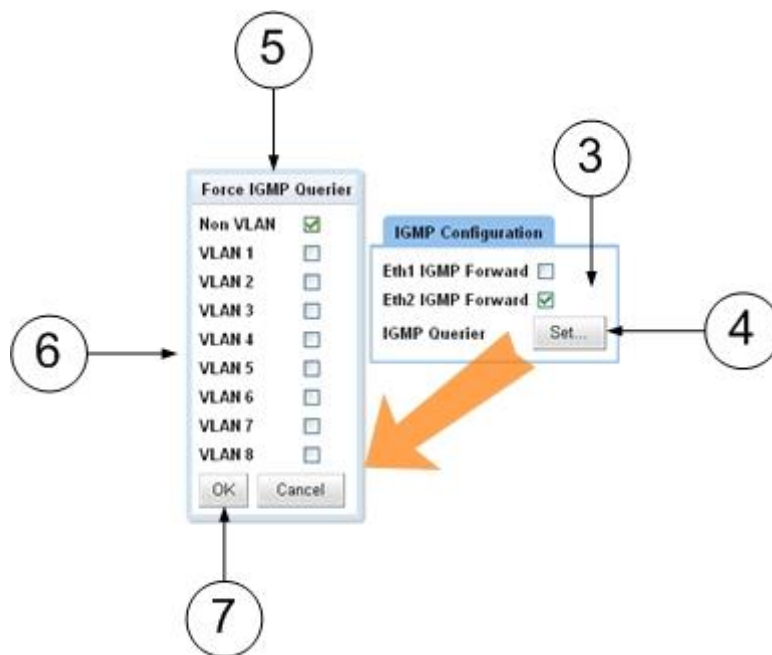 5
3
Force IGMP Querier
Non VLAN
VLAN 1
VLAN 2
VLAN 3
VLAN 4
VLAN 5
VLAN 6
VLAN 7
VLAN 8
OK Cancel
IGMP Configuration
Eth1 IGMP Forward
Eth2 IGMP Forward
IGMP Querier Set...
4
6
7